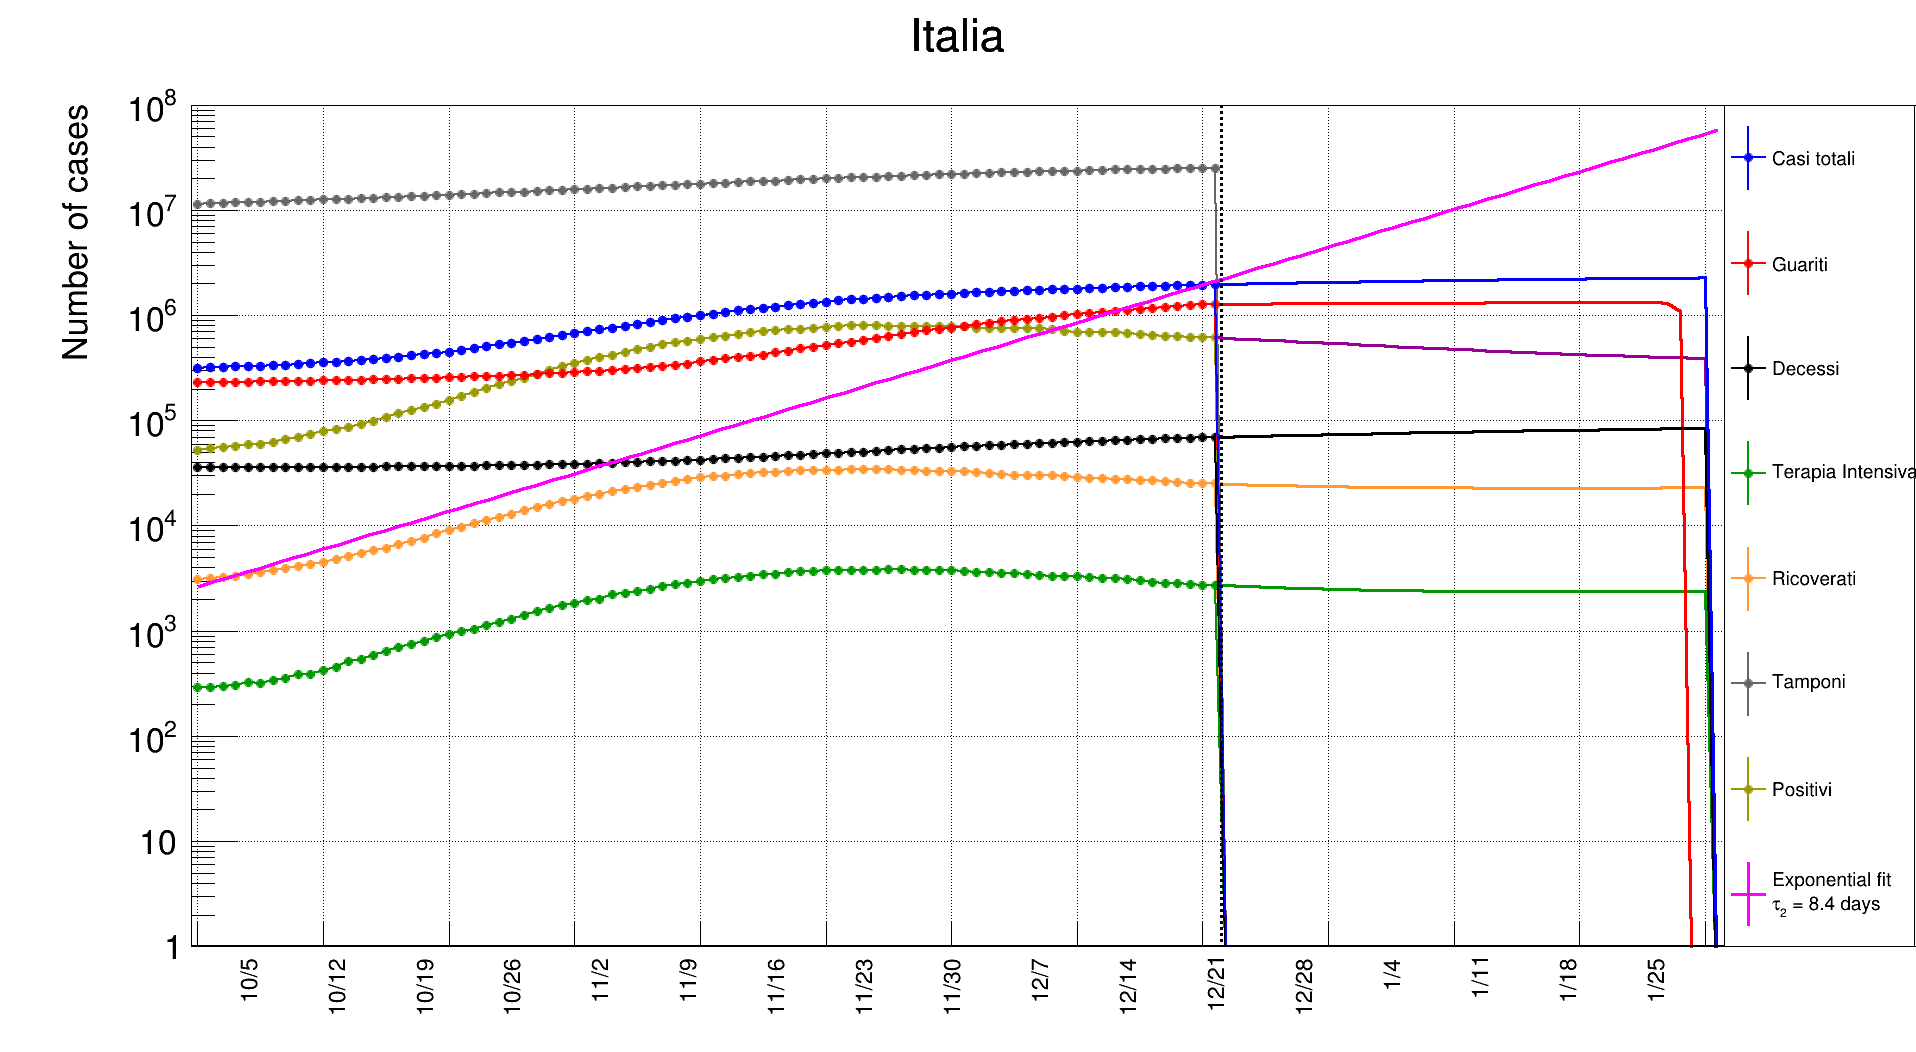 Italia
Number of cases
10^8
10^7
10^6
10^5
10^4
10^3
10^2
10
1
10/5
10/12
10/19
10/26
11/2
11/9
11/16
11/23
11/30
12/7
12/14
12/21
12/28
1/4
1/11
1/18
1/25
Casi totali
Guariti
Decessi
Terapia Intensiva
Ricoverati
Tamponi
Positivi
Exponential fit
τ₂ = 8.4 days